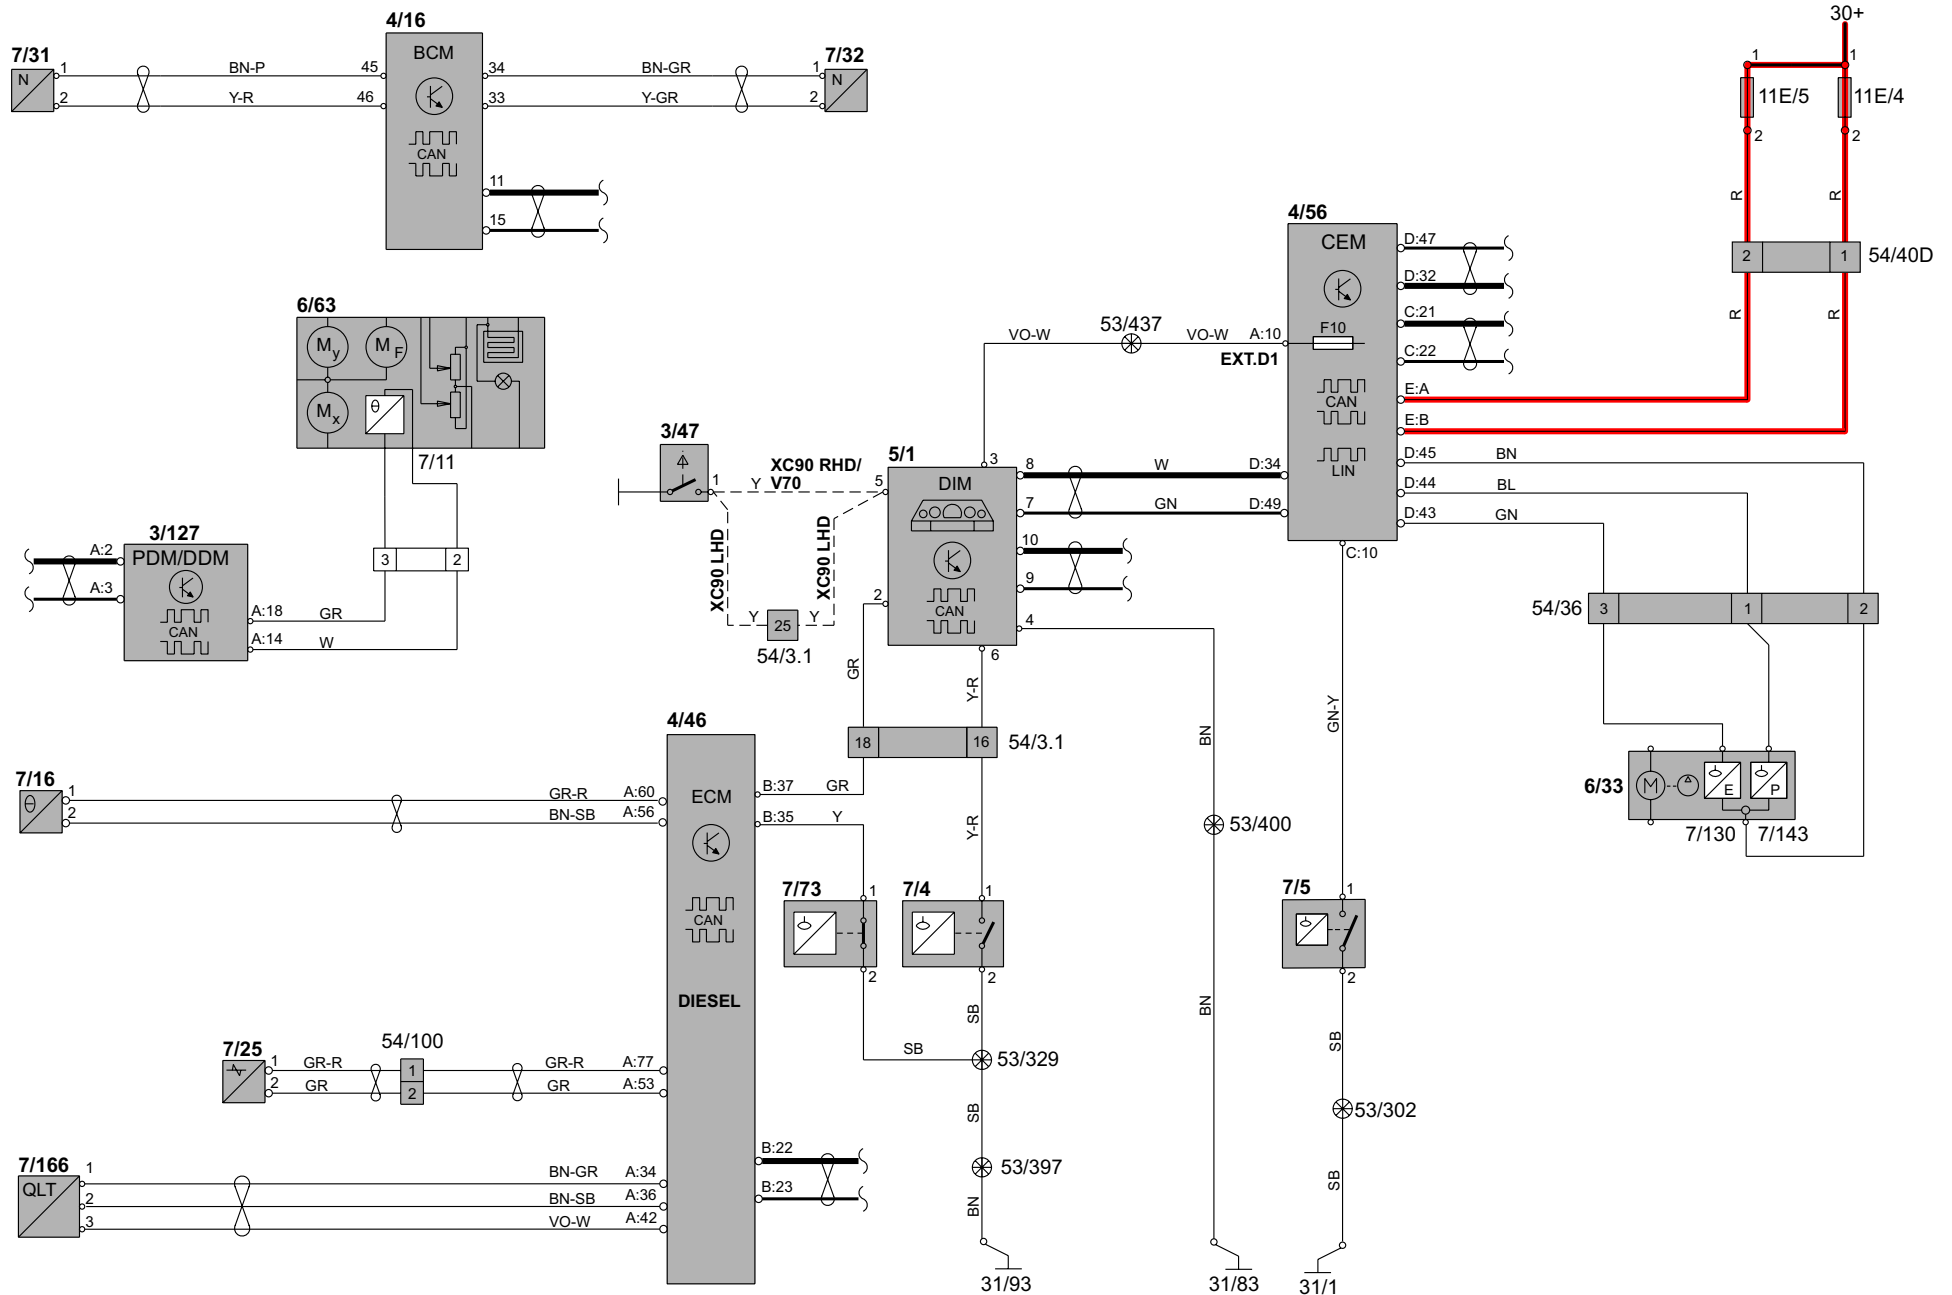 30+
1
1
11E/5
11E/4
2
2
R
R
2
1
54/40D
R
R
4/16
BCM
CAN
7/31
N
1
BN-P
45
2
Y-R
46
34
BN-GR
1
33
Y-GR
2
7/32
N
11
15
4/56
CEM
F10
CAN
LIN
D:47
D:32
C:21
C:22
E:A
E:B
D:45
BN
D:44
BL
D:43
GN
53/437
VO-W
VO-W
A:10
EXT.D1
6/63
My
MF
Mx
θ
7/11
3/47
1
Y
XC90 RHD/
V70
5
XC90 LHD
XC90 LHD
Y
25
Y
54/3.1
5/1
DIM
CAN
3
8
W
D:34
7
GN
D:49
10
9
4
2
6
C:10
3/127
PDM/DDM
CAN
A:2
A:3
A:18
GR
A:14
W
3
2
54/36
3
1
2
GR
Y-R
18
16
54/3.1
GN-Y
BN
6/33
M
E
P
7/130
7/143
4/46
ECM
CAN
DIESEL
7/16
θ
1
GR-R
A:60
2
BN-SB
A:56
B:37
GR
B:35
Y
Y-R
53/400
7/73
1
2
7/4
1
2
7/5
1
2
SB
SB
53/329
SB
53/397
BN
BN
SB
53/302
SB
7/25
54/100
1
GR-R
1
GR-R
A:77
2
GR
2
GR
A:53
B:22
B:23
7/166
QLT
1
BN-GR
A:34
2
BN-SB
A:36
3
VO-W
A:42
31/93
31/83
31/1